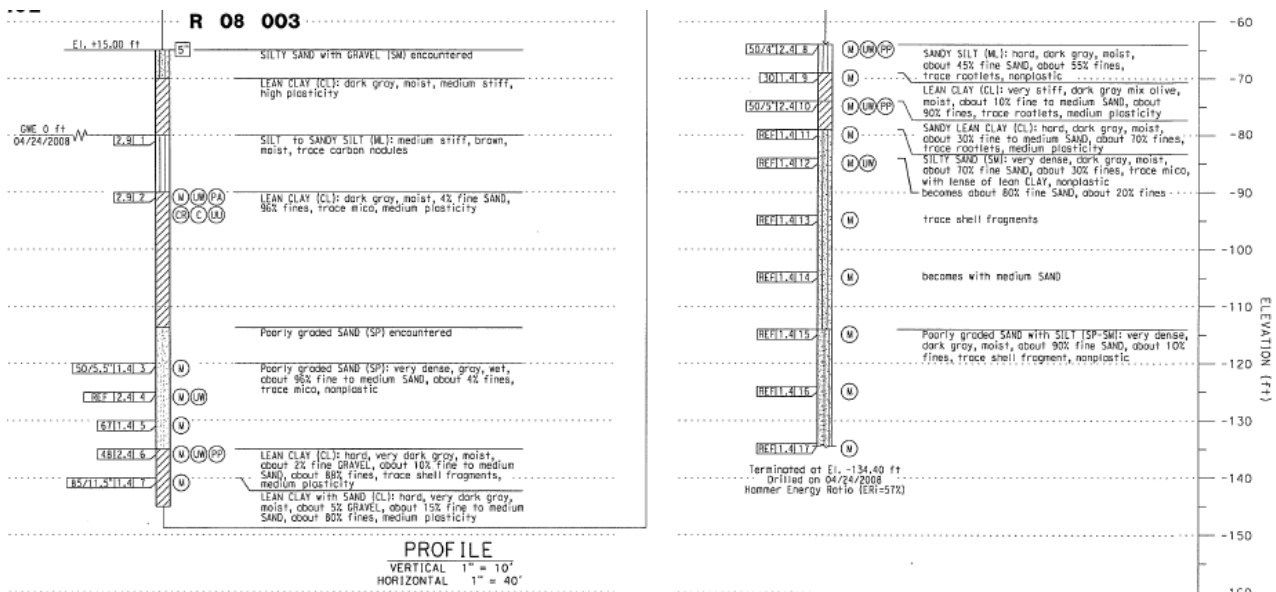 R 08 003
El. +15.00 ft
5"
SILTY SAND with GRAVEL (SM) encountered
LEAN CLAY (CL): dark gray, moist, medium stiff,
high plasticity
GWE 0 ft
04/24/2008
2.9 1
SILT to SANDY SILT (ML): medium stiff, brown,
moist, trace carbon nodules
2.9 2
M UW PA
CR C UU
LEAN CLAY (CL): dark gray, moist, 4% fine SAND,
96% fines, trace mica, medium plasticity
Poorly graded SAND (SP) encountered
50/5.5" 1.4 3
M
Poorly graded SAND (SP): very dense, gray, wet,
about 96% fine to medium SAND, about 4% fines,
trace mica, nonplastic
REF 2.4 4
M UW
67 1.4 5
M
48 2.4 6
M UW PP
LEAN CLAY (CL): hard, very dark gray, moist,
about 2% fine GRAVEL, about 10% fine to medium
SAND, about 88% fines, trace shell fragments,
medium plasticity
85/11.5" 1.4 7
M
LEAN CLAY with SAND (CL): hard, very dark gray,
moist, about 5% GRAVEL, about 15% fine to medium
SAND, about 80% fines, medium plasticity
PROFILE
VERTICAL 1" = 10'
HORIZONTAL 1" = 40'
50/4" 2.4 8
M UW PP
SANDY SILT (ML): hard, dark gray, moist,
about 45% fine SAND, about 55% fines,
trace rootlets, nonplastic
30 1.4 9
M
LEAN CLAY (CL): very stiff, dark gray mix olive,
moist, about 10% fine to medium SAND, about
90% fines, trace rootlets, medium plasticity
50/5" 2.4 10
M UW PP
SANDY LEAN CLAY (CL): hard, dark gray, moist,
about 30% fine to medium SAND, about 70% fines,
trace rootlets, medium plasticity
REF 1.4 11
M
SILTY SAND (SM): very dense, dark gray, moist,
about 70% fine SAND, about 30% fines, trace mica,
with lense of lean CLAY, nonplastic
REF 1.4 12
M UW
becomes about 80% fine SAND, about 20% fines
REF 1.4 13
M
trace shell fragments
REF 1.4 14
M
becomes with medium SAND
REF 1.4 15
M
Poorly graded SAND with SILT (SP-SM): very dense,
dark gray, moist, about 90% fine SAND, about 10%
fines, trace shell fragment, nonplastic
REF 1.4 16
M
REF 1.4 17
M
Terminated at El. -134.40 ft
Drilled on 04/24/2008
Hammer Energy Ratio (ERi=57%)
-60
-70
-80
-90
-100
-110
-120
-130
-140
-150
ELEVATION (ft)